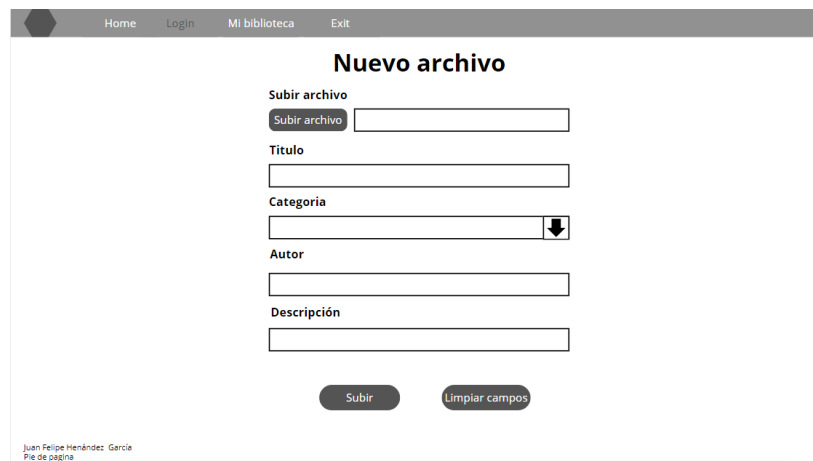 Home Login Mi biblioteca Exit
Nuevo archivo
Subir archivo
Subir archivo
Titulo
Categoria
Autor
Descripción
Subir Limpiar campos
Juan Felipe Henández García
Pie de pagina